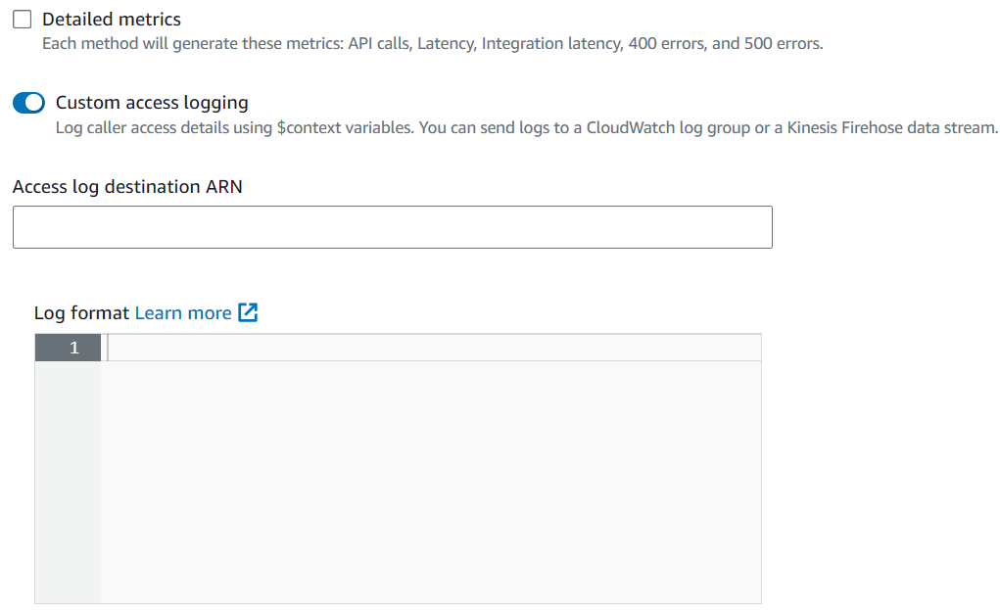 Detailed metrics
Each method will generate these metrics: API calls, Latency, Integration latency, 400 errors, and 500 errors.
Custom access logging
Log caller access details using $context variables. You can send logs to a CloudWatch log group or a Kinesis Firehose data stream.
Access log destination ARN
Log format Learn more
1